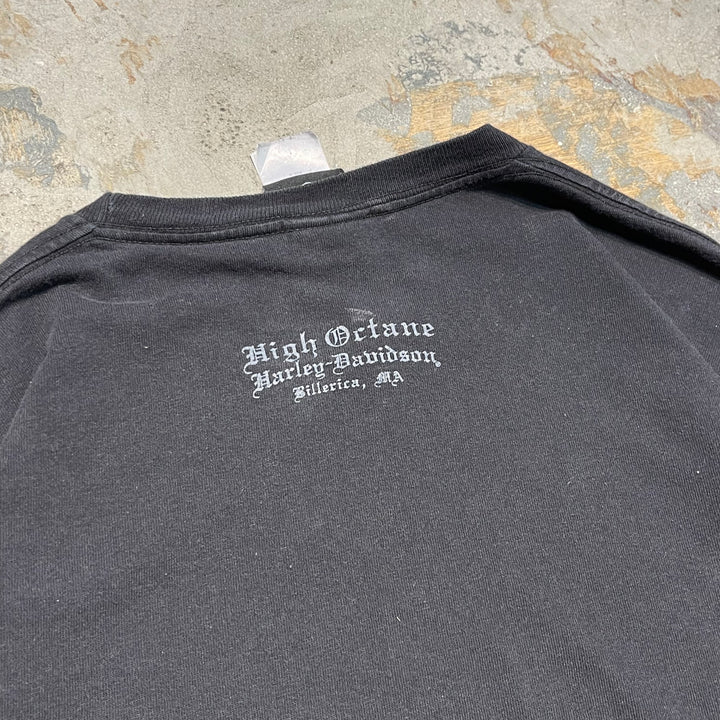 High Octane
Harley-Davidson®
Billerica, MA